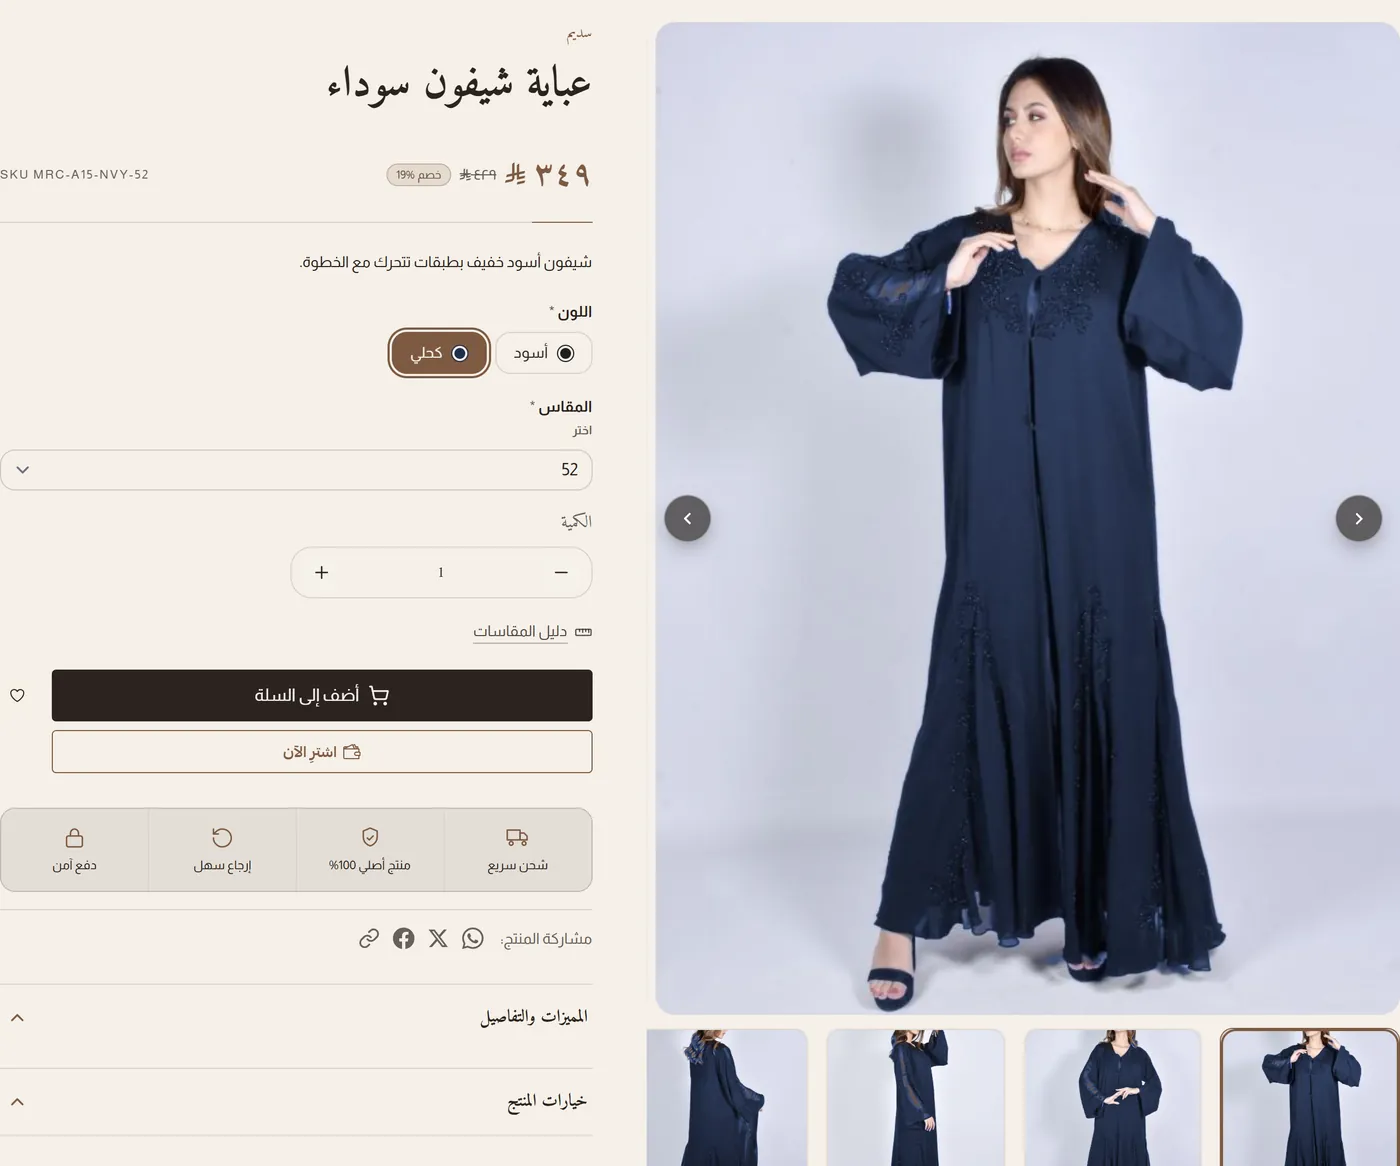 سديم
عباية شيفون سوداء
٣٤٩ ⃁ ٤٢٩ ⃁ خصم 19%
SKU MRC-A15-NVY-52
شيفون أسود خفيف بطبقات تتحرك مع الخطوة.
اللون *
أسود
كحلي
المقاس *
اختر
52
الكمية
− 1 +
دليل المقاسات
أضف إلى السلة
اشترِ الآن
شحن سريع
منتج أصلي 100%
إرجاع سهل
دفع آمن
مشاركة المنتج:
المميزات والتفاصيل
خيارات المنتج